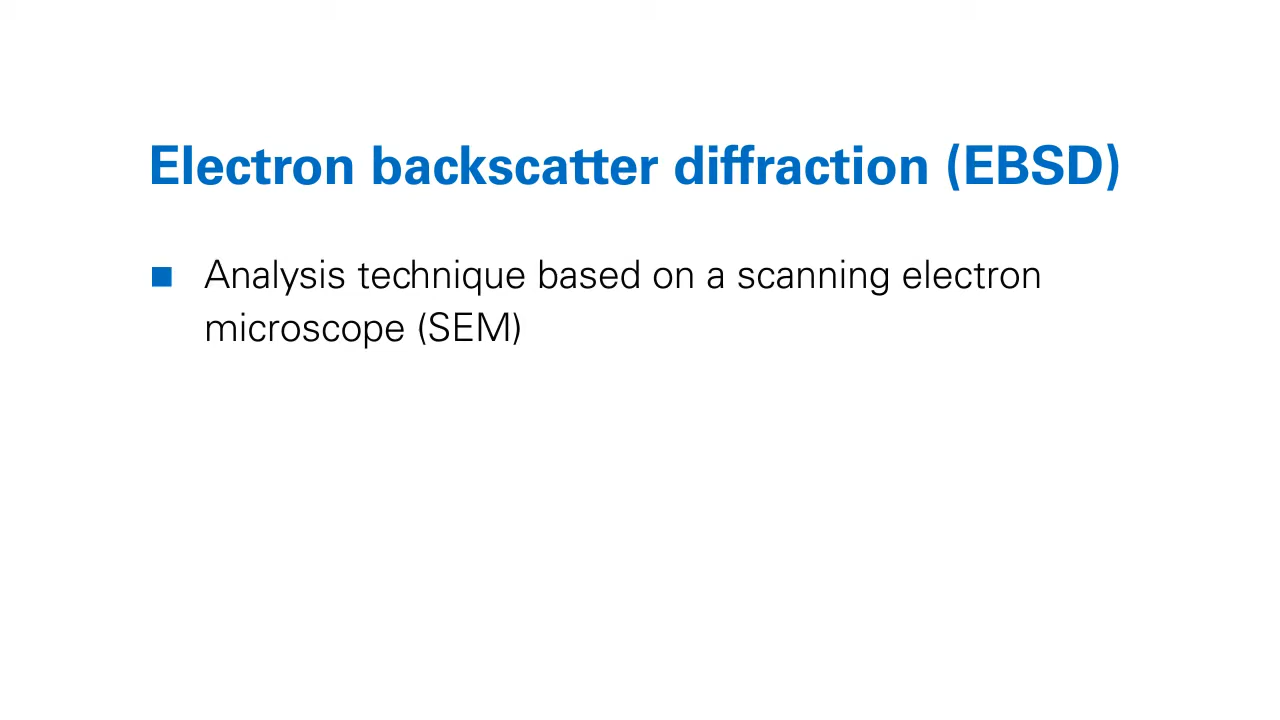 Electron backscatter diffraction (EBSD)
Analysis technique based on a scanning electron
microscope (SEM)